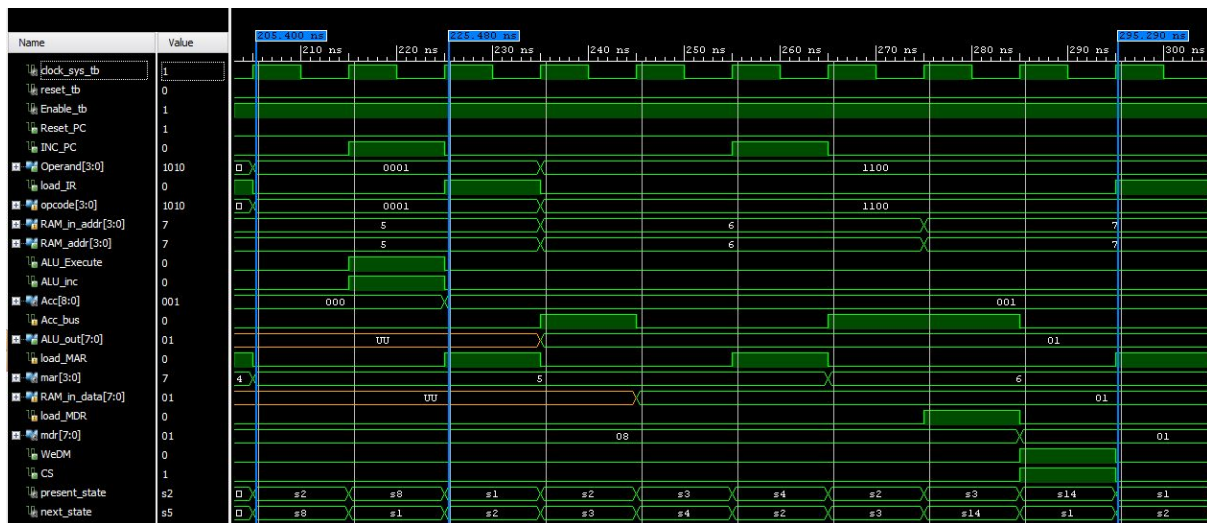 205.400 ns 225.480 ns 295.290 ns
Name Value 210 ns 220 ns 230 ns 240 ns 250 ns 260 ns 270 ns 280 ns 290 ns 300 ns
clock_sys_tb 1
reset_tb 0
Enable_tb 1
Reset_PC 1
INC_PC 0
Operand[3:0] 1010 0001 1100
load_IR 0
opcode[3:0] 1010 0001 1100
RAM_in_addr[3:0] 7 5 6 7
RAM_addr[3:0] 7 5 6 7
ALU_Execute 0
ALU_inc 0
Acc[8:0] 001 000 001
Acc_bus 0
ALU_out[7:0] 01 UU 01
load_MAR 0
mar[3:0] 7 4 5 6
RAM_in_data[7:0] 01 UU 01
load_MDR 0
mdr[7:0] 01 08 01
WeDM 0
CS 1
present_state s2 s2 s8 s1 s2 s3 s4 s2 s3 s14 s1
next_state s5 s8 s1 s2 s3 s4 s2 s3 s14 s1 s2